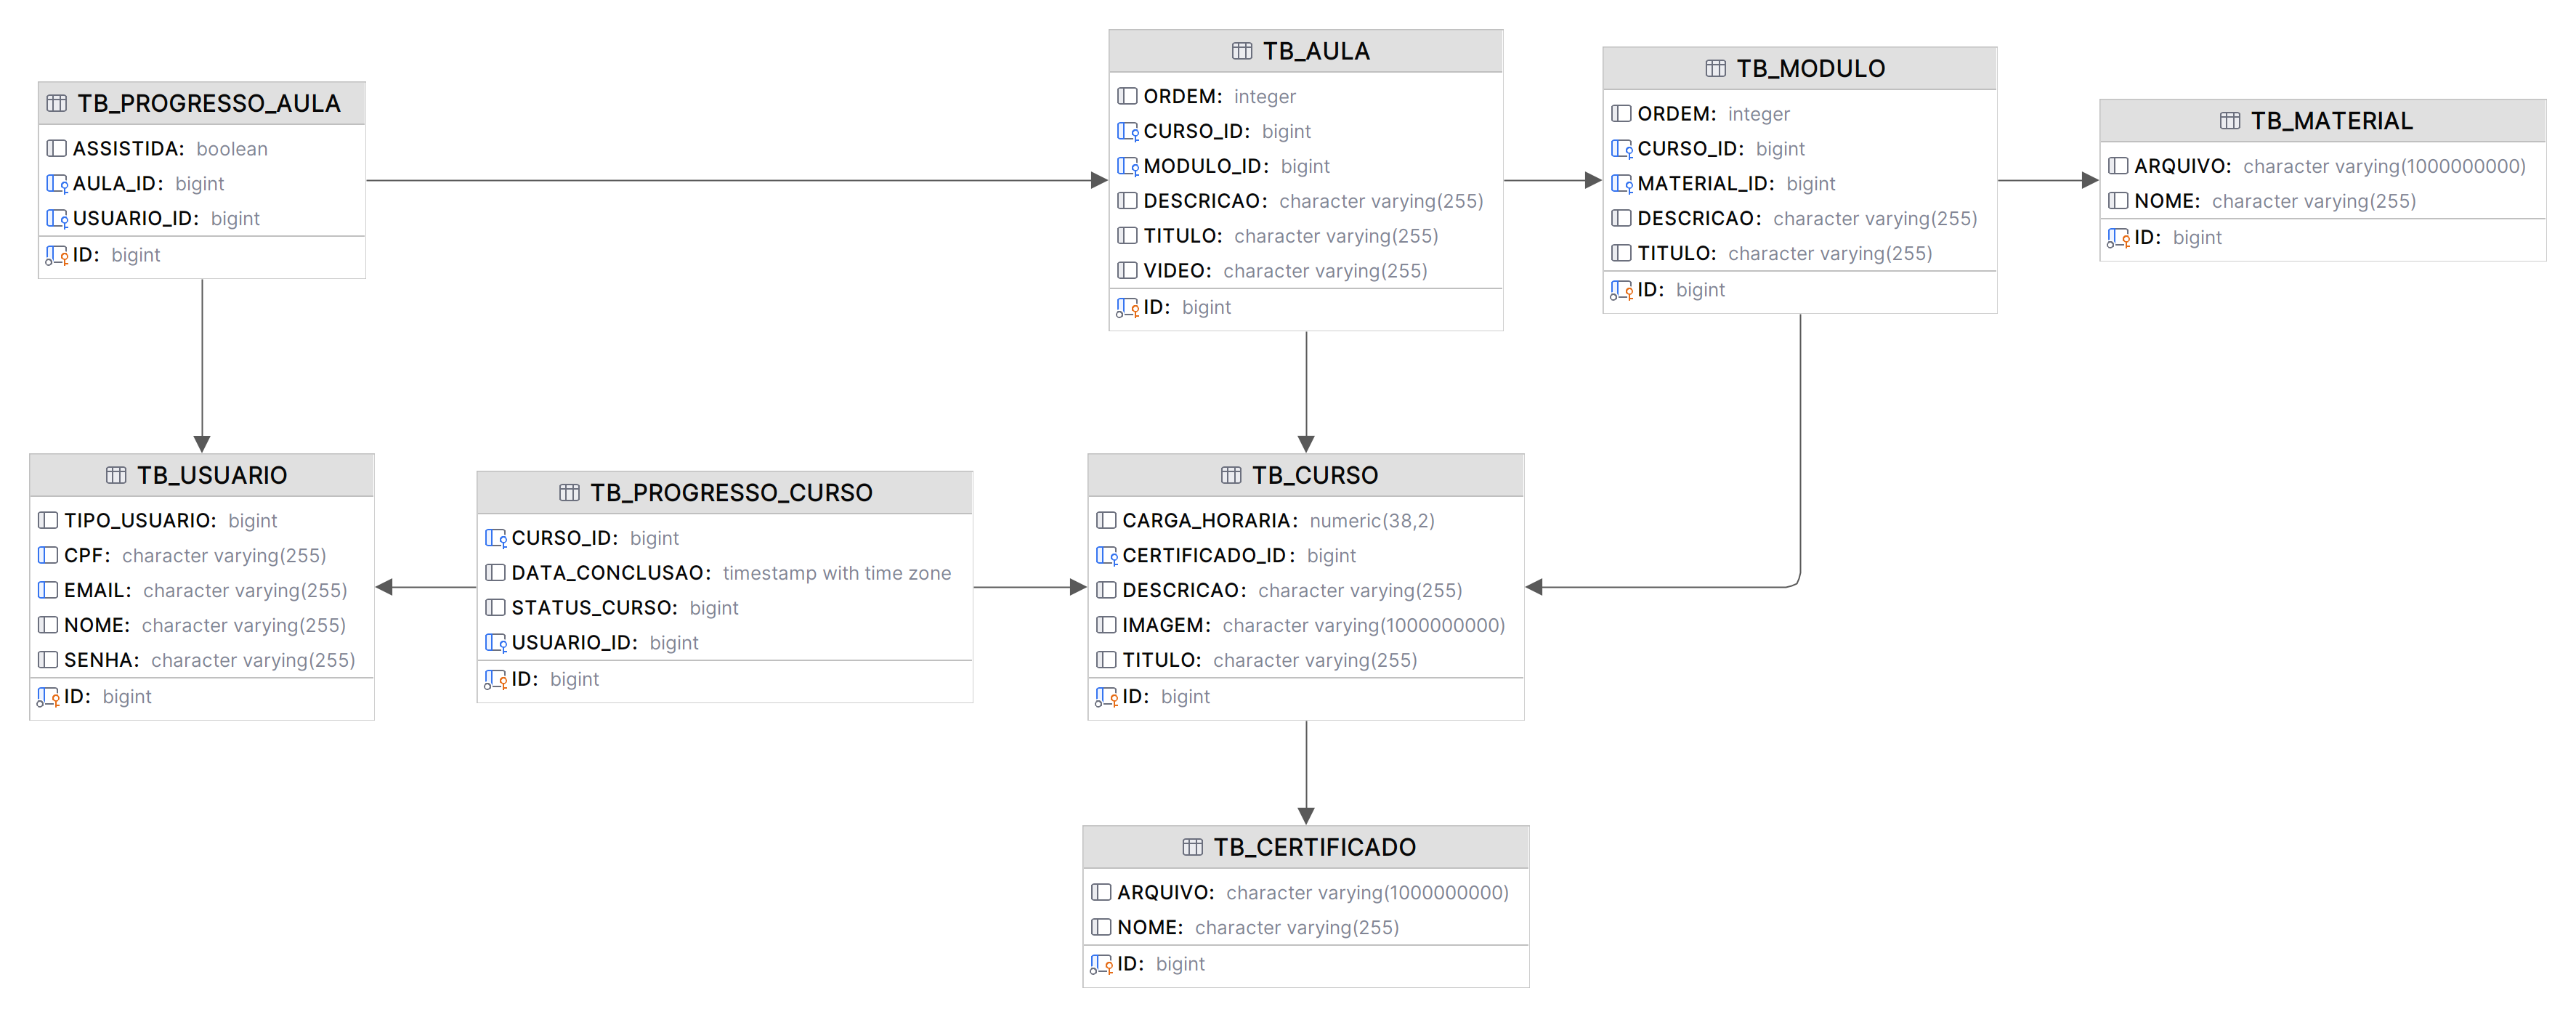 TB_PROGRESSO_AULA
ASSISTIDA: boolean
AULA_ID: bigint
USUARIO_ID: bigint
ID: bigint
TB_AULA
ORDEM: integer
CURSO_ID: bigint
MODULO_ID: bigint
DESCRICAO: character varying(255)
TITULO: character varying(255)
VIDEO: character varying(255)
ID: bigint
TB_MODULO
ORDEM: integer
CURSO_ID: bigint
MATERIAL_ID: bigint
DESCRICAO: character varying(255)
TITULO: character varying(255)
ID: bigint
TB_MATERIAL
ARQUIVO: character varying(1000000000)
NOME: character varying(255)
ID: bigint
TB_USUARIO
TIPO_USUARIO: bigint
CPF: character varying(255)
EMAIL: character varying(255)
NOME: character varying(255)
SENHA: character varying(255)
ID: bigint
TB_PROGRESSO_CURSO
CURSO_ID: bigint
DATA_CONCLUSAO: timestamp with time zone
STATUS_CURSO: bigint
USUARIO_ID: bigint
ID: bigint
TB_CURSO
CARGA_HORARIA: numeric(38,2)
CERTIFICADO_ID: bigint
DESCRICAO: character varying(255)
IMAGEM: character varying(1000000000)
TITULO: character varying(255)
ID: bigint
TB_CERTIFICADO
ARQUIVO: character varying(1000000000)
NOME: character varying(255)
ID: bigint